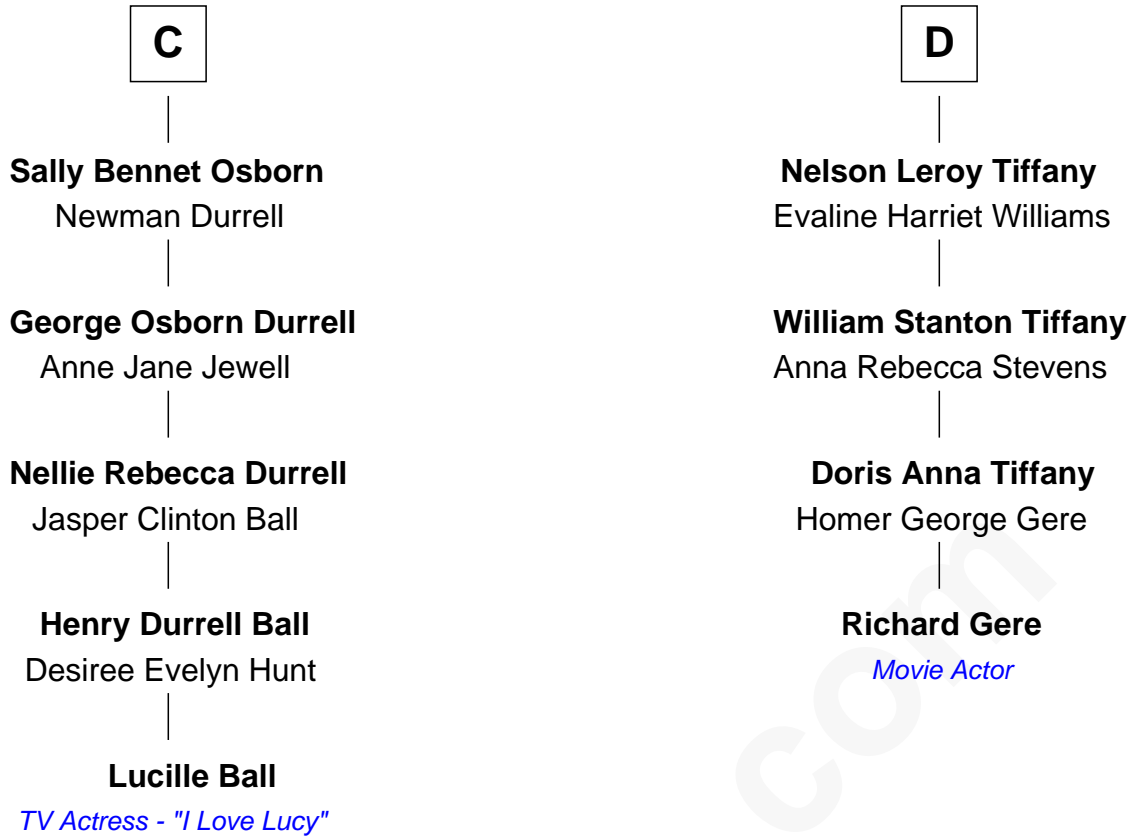 C
Sally Bennet Osborn
Newman Durrell
George Osborn Durrell
Anne Jane Jewell
Nellie Rebecca Durrell
Jasper Clinton Ball
Henry Durrell Ball
Desiree Evelyn Hunt
Lucille Ball
TV Actress - "I Love Lucy"
D
Nelson Leroy Tiffany
Evaline Harriet Williams
William Stanton Tiffany
Anna Rebecca Stevens
Doris Anna Tiffany
Homer George Gere
Richard Gere
Movie Actor
com